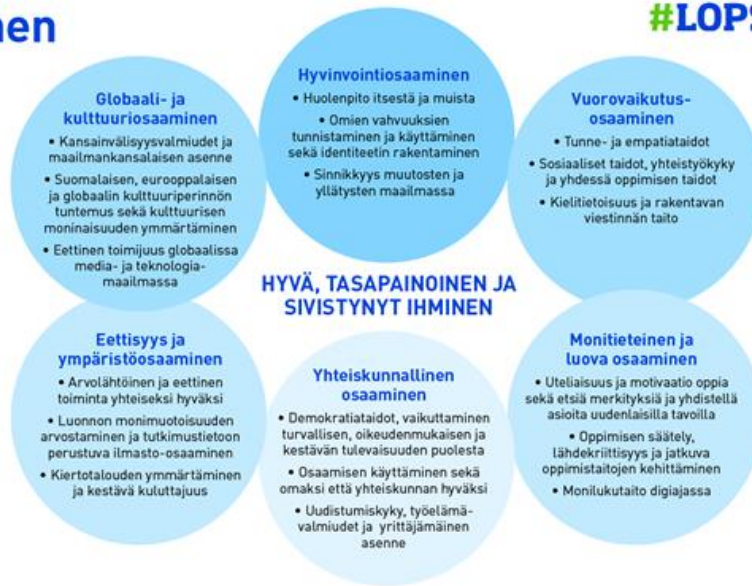 #LOPS
Hyvinvointiosaaminen
• Huolenpito itsestä ja muista
• Omien vahvuuksien
tunnistaminen ja käyttäminen
sekä identiteetin rakentaminen
• Sinnikkyys muutosten ja
yllätysten maailmassa
Globaali- ja
kulttuuriosaaminen
• Kansainvälisyysvalmiudet ja
maailmankansalaisen asenne
• Suomalaisen, eurooppalaisen
ja globaalin kulttuuriperinnön
tuntemus sekä kulttuurisen
moninaisuuden ymmärtäminen
• Eettinen toimijuus globaalissa
media- ja teknologia-
maailmassa
Vuorovaikutus-
osaaminen
• Tunne- ja empatiataidot
• Sosiaaliset taidot, yhteistyökyky
ja yhdessä oppimisen taidot
• Kielitietoisuus ja rakentavan
viestinnän taito
HYVÄ, TASAPAINOINEN JA
SIVISTYNYT IHMINEN
Eettisyys ja
ympäristöosaaminen
• Arvolähtöinen ja eettinen
toiminta yhteiseksi hyväksi
• Luonnon monimuotoisuuden
arvostaminen ja tutkimustietoon
perustuva ilmasto-osaaminen
• Kiertotalouden ymmärtäminen
ja kestävä kuluttajuus
Yhteiskunnallinen
osaaminen
• Demokratiataidot, vaikuttaminen
turvallisen, oikeudenmukaisen ja
kestävän tulevaisuuden puolesta
• Osaamisen käyttäminen sekä
omaksi että yhteiskunnan hyväksi
• Uudistumiskyky, työelämä-
valmiudet ja yrittäjämäinen
asenne
Monitieteinen ja
luova osaaminen
• Uteliaisuus ja motivaatio oppia
sekä etsiä merkityksiä ja yhdistellä
asioita uudenlaisilla tavoilla
• Oppimisen säätely,
lähdekriittisyys ja jatkuva
oppimistaitojen kehittäminen
• Monilukutaito digiajassa